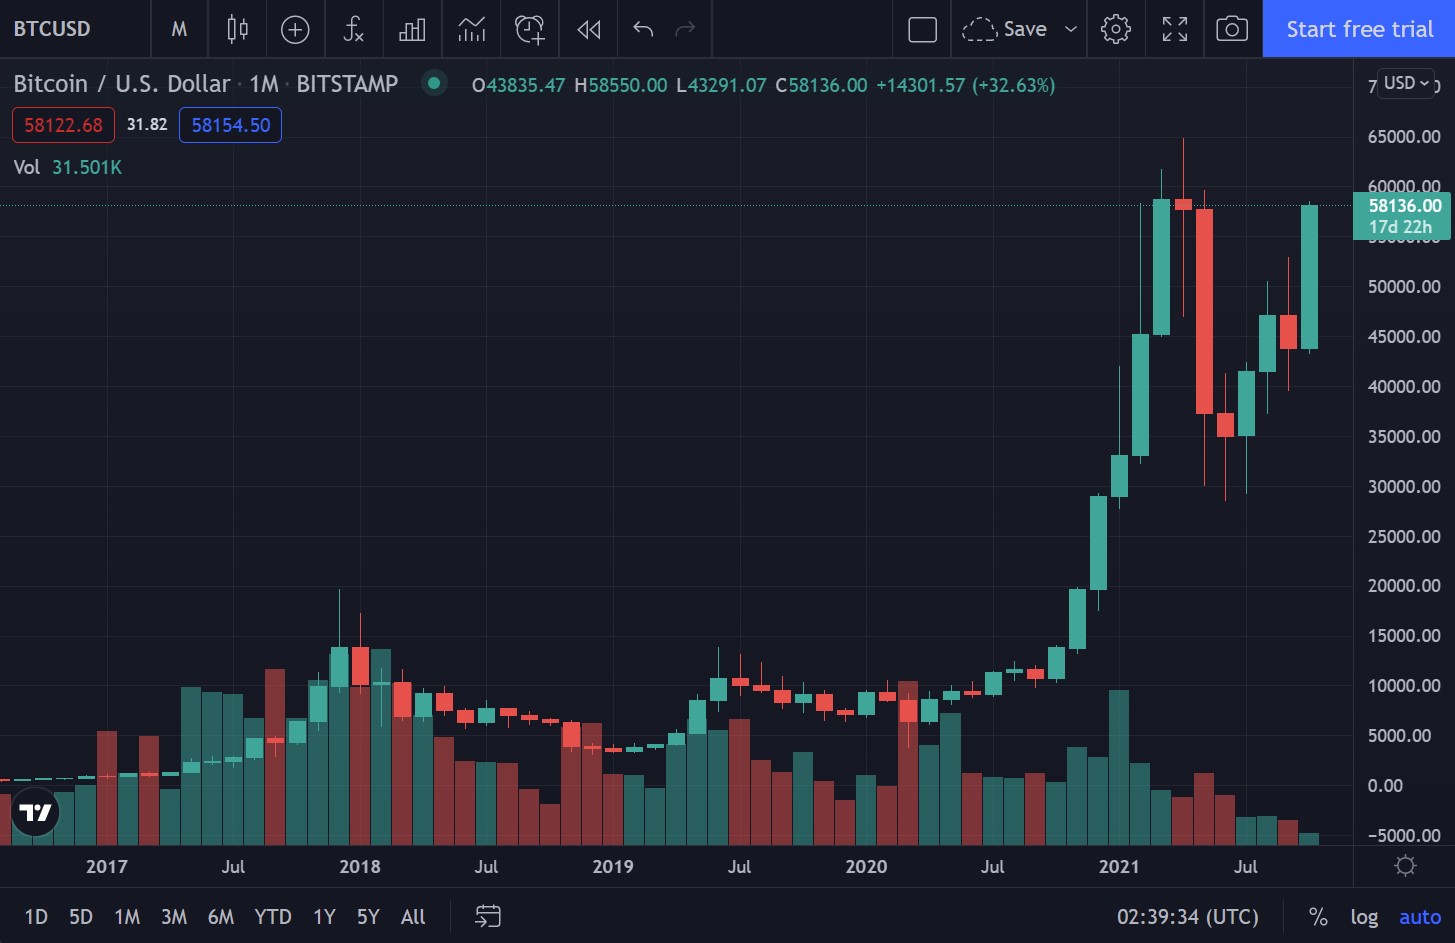 BTCUSD M Save Start free trial
Bitcoin / U.S. Dollar · 1M · BITSTAMP O43835.47 H58550.00 L43291.07 C58136.00 +14301.57 (+32.63%)
USD
58122.68 31.82 58154.50
Vol 31.501K
65000.00
60000.00
58136.00
17d 22h
50000.00
45000.00
40000.00
35000.00
30000.00
25000.00
20000.00
15000.00
10000.00
5000.00
0.00
−5000.00
2017 Jul 2018 Jul 2019 Jul 2020 Jul 2021 Jul
1D 5D 1M 3M 6M YTD 1Y 5Y All 02:39:34 (UTC) % log auto